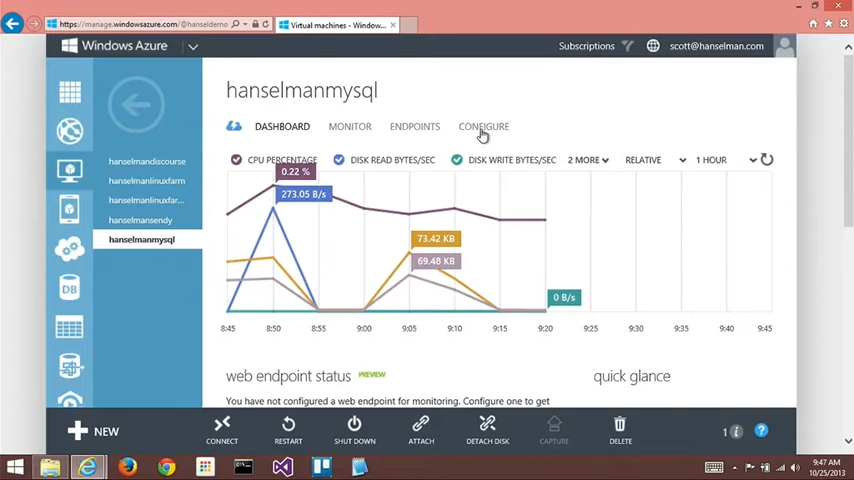 https://manage.windowsazure.com/@hanseldemo
Virtual machines - Window...
Windows Azure
Subscriptions
scott@hanselman.com
hanselmanmysql
DASHBOARD MONITOR ENDPOINTS CONFIGURE
hanselmandiscourse
hanselmanlinuxfarm
hanselmanlinuxfar...
hanselmansendy
hanselmanmysql
CPU PERCENTAGE DISK READ BYTES/SEC DISK WRITE BYTES/SEC 2 MORE RELATIVE 1 HOUR
0.22 %
273.05 B/s
73.42 KB
69.48 KB
0 B/s
8:45 8:50 8:55 9:00 9:05 9:10 9:15 9:20 9:25 9:30 9:35 9:40 9:45
web endpoint status PREVIEW
quick glance
You have not configured a web endpoint for monitoring. Configure one to get
DB
NEW
CONNECT RESTART SHUT DOWN ATTACH DETACH DISK CAPTURE DELETE
1 i ?
9:47 AM
10/25/2013